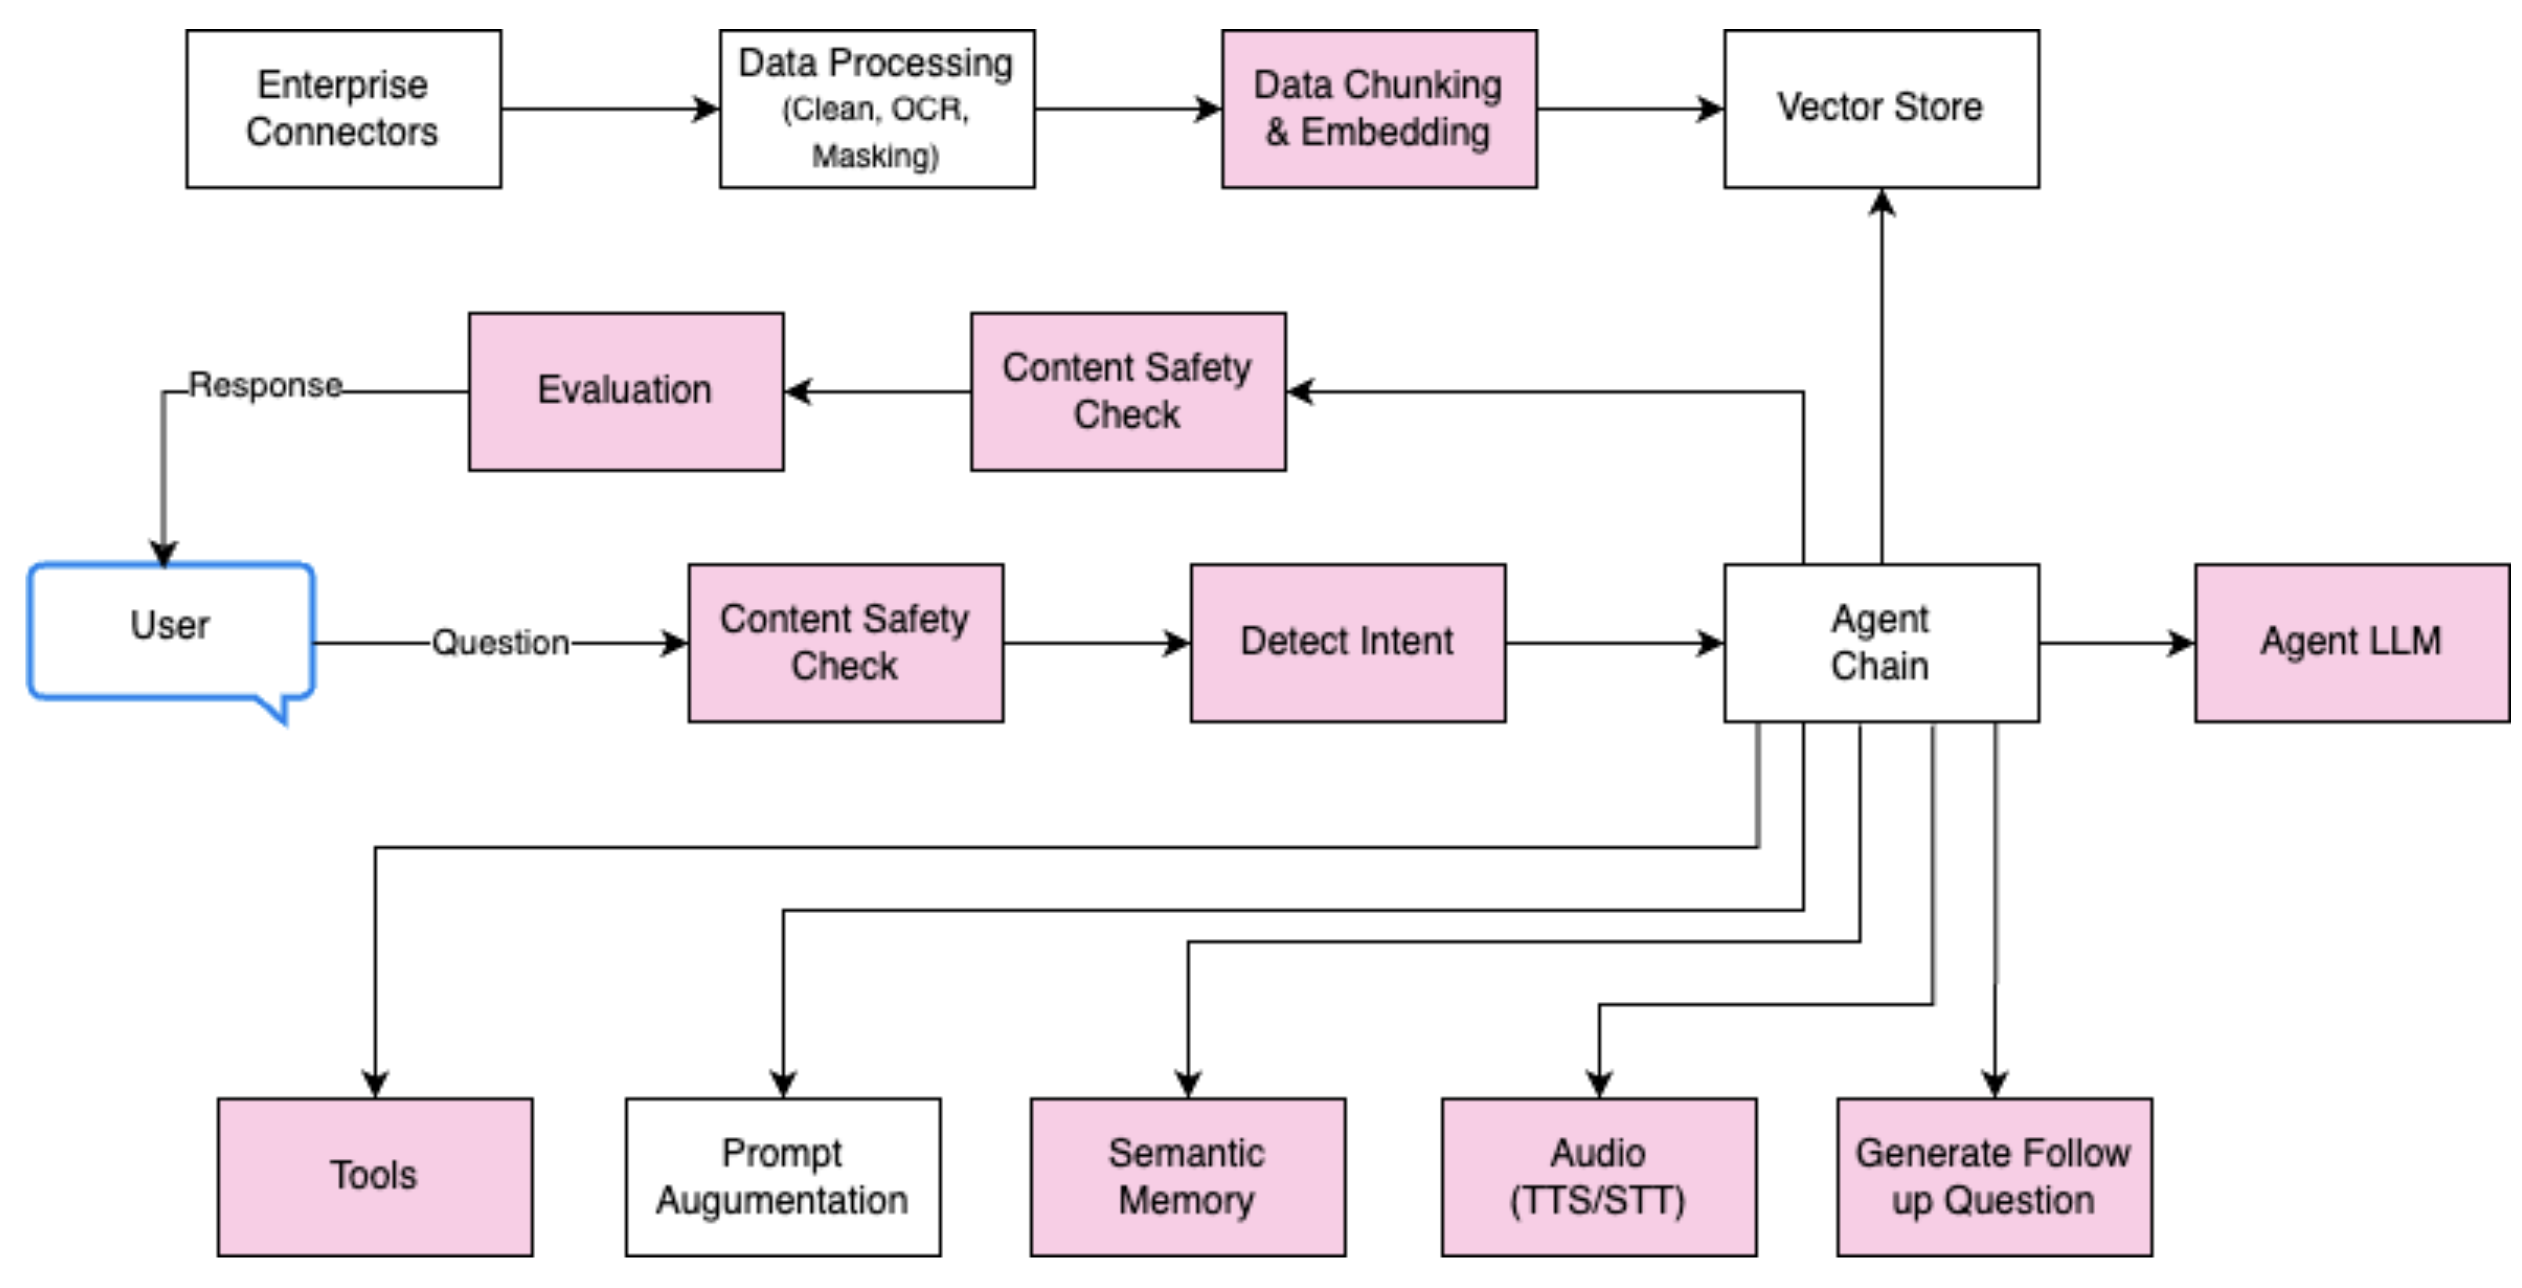 Enterprise
Connectors
Data Processing
(Clean, OCR,
Masking)
Data Chunking
& Embedding
Vector Store
Response
Evaluation
Content Safety
Check
User
Question
Content Safety
Check
Detect Intent
Agent
Chain
Agent LLM
Tools
Prompt
Augumentation
Semantic
Memory
Audio
(TTS/STT)
Generate Follow
up Question